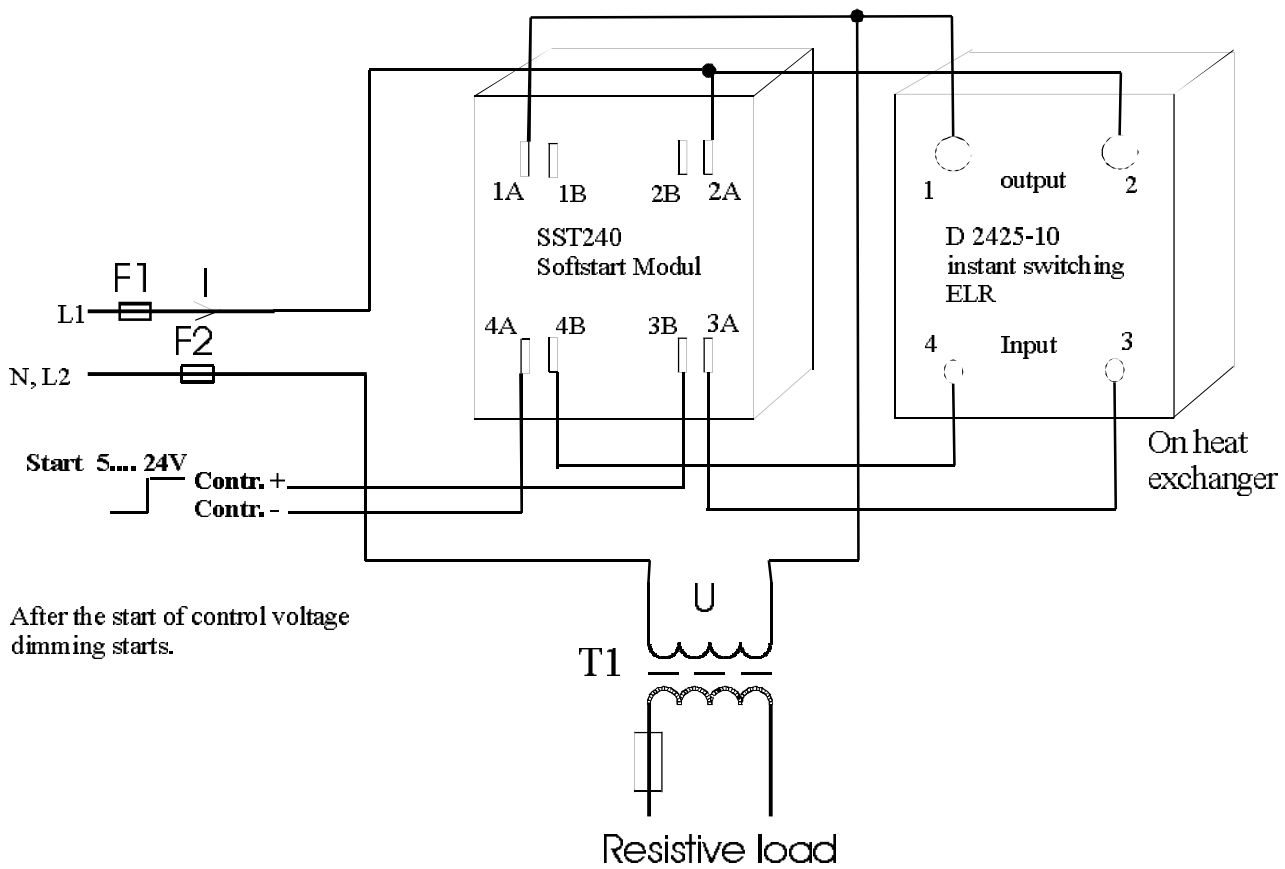 1A
1B
2B
2A
SST240
Softstart Modul
4A
4B
3B
3A
1
output
2
D 2425-10
instant switching
ELR
4
Input
3
On heat
exchanger
F1
I
L1
F2
N, L2
Start 5.... 24V
Contr. +
Contr. -
After the start of control voltage
dimming starts.
U
T1
Resistive load